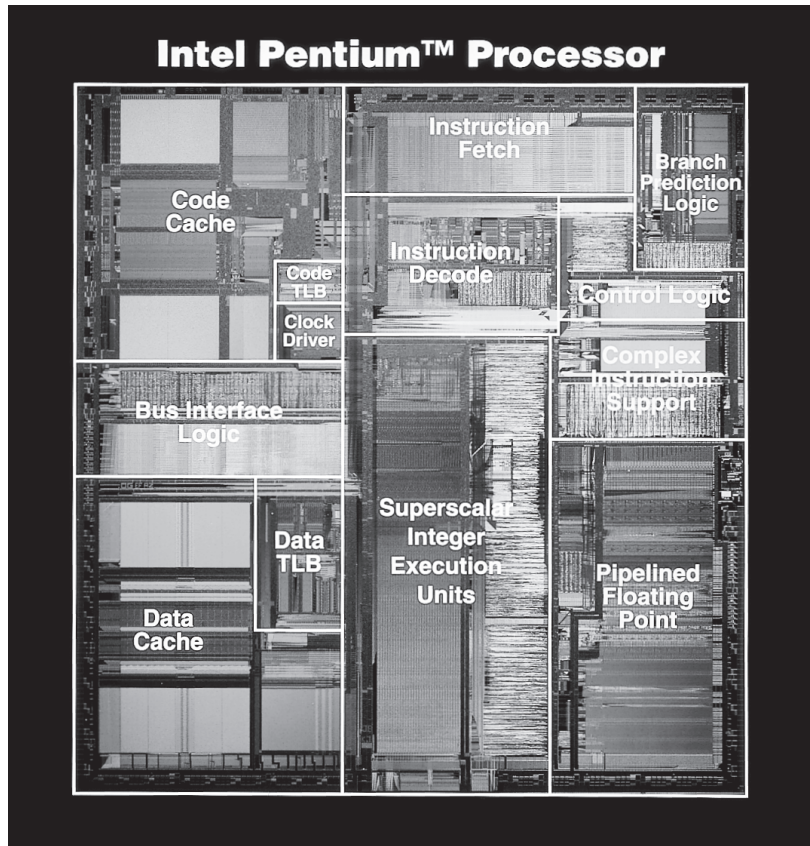 Intel Pentium™ Processor
Instruction
Fetch
Branch
Prediction
Logic
Code
Cache
Instruction
Decode
Code
TLB
Control Logic
Clock
Driver
Complex
Instruction
Support
Bus Interface
Logic
Superscalar
Integer
Execution
Units
Data
TLB
Pipelined
Floating
Point
Data
Cache